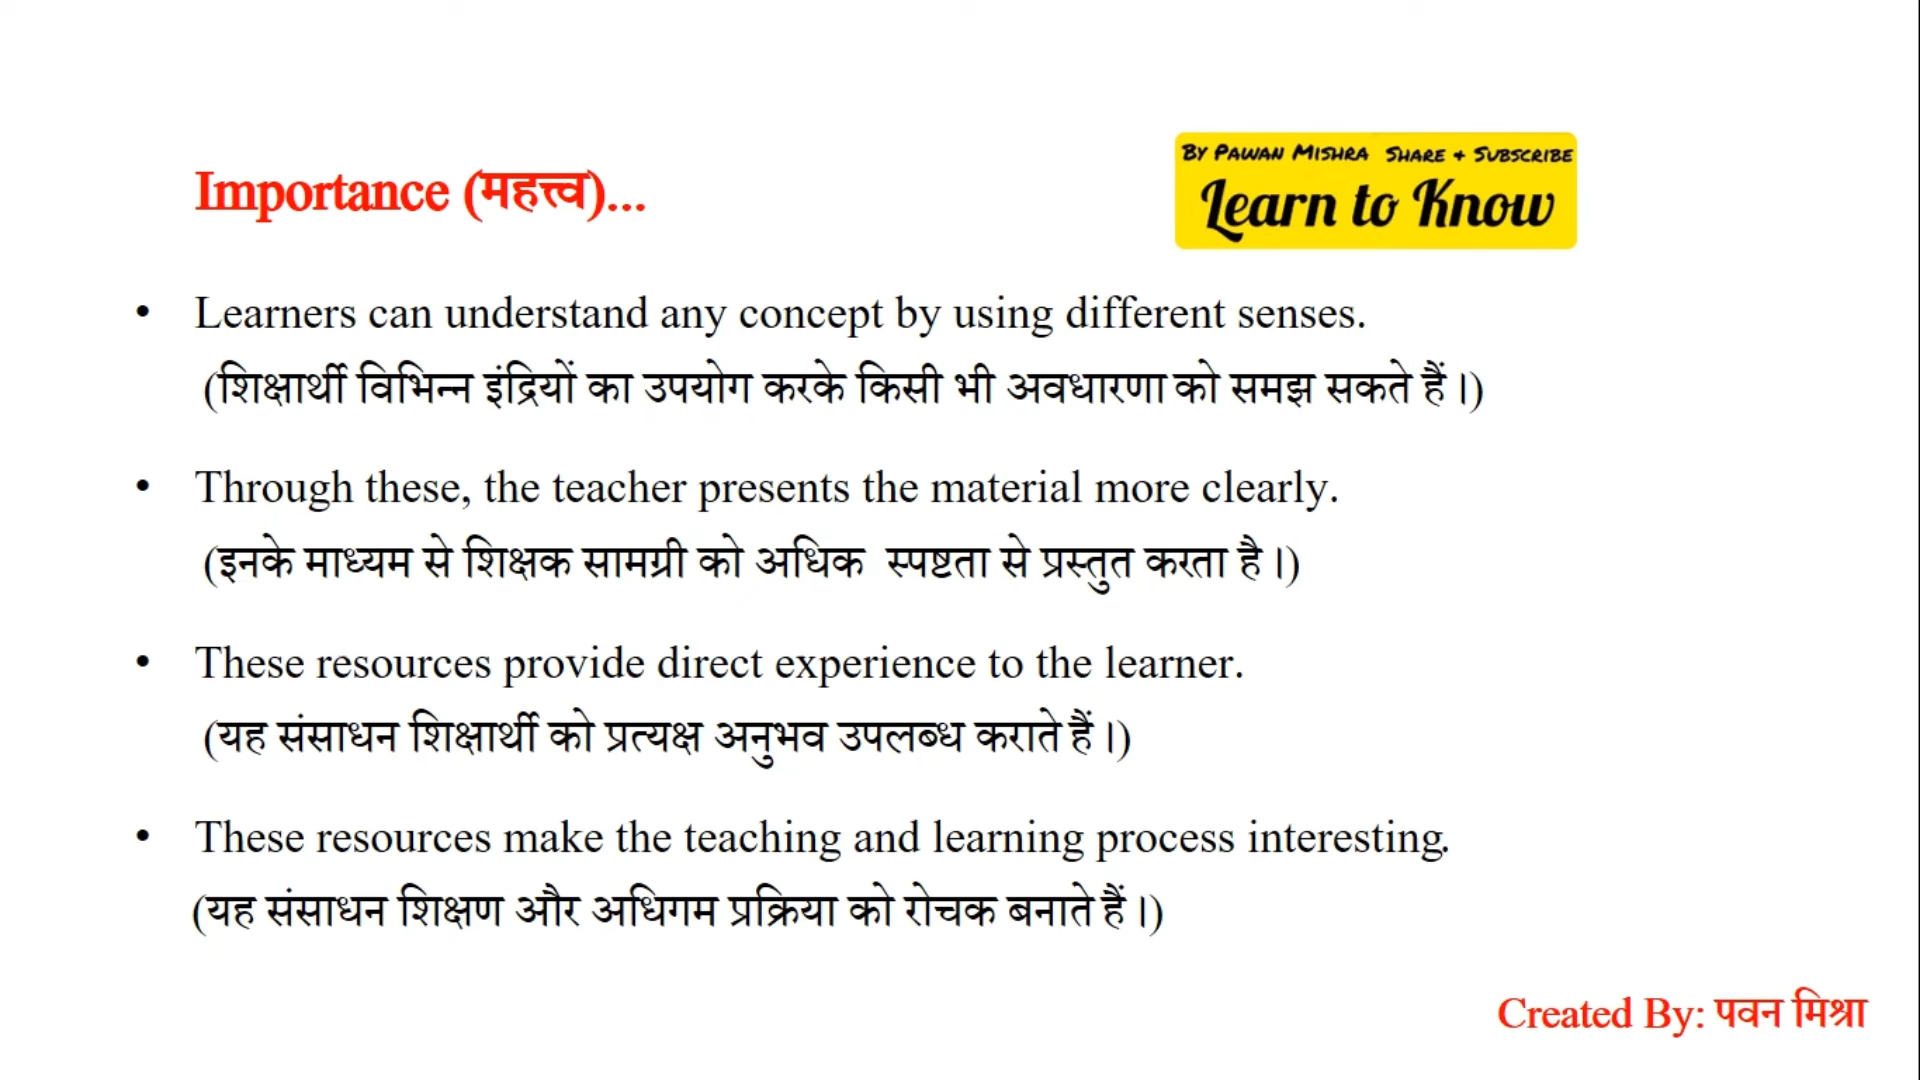 By Pawan Mishra Share & Subscribe
Learn to Know
Importance (महत्त्व)...
• Learners can understand any concept by using different senses.
(शिक्षार्थी विभिन्न इंद्रियों का उपयोग करके किसी भी अवधारणा को समझ सकते हैं।)
• Through these, the teacher presents the material more clearly.
(इनके माध्यम से शिक्षक सामग्री को अधिक स्पष्टता से प्रस्तुत करता है।)
• These resources provide direct experience to the learner.
(यह संसाधन शिक्षार्थी को प्रत्यक्ष अनुभव उपलब्ध कराते हैं।)
• These resources make the teaching and learning process interesting.
(यह संसाधन शिक्षण और अधिगम प्रक्रिया को रोचक बनाते हैं।)
Created By: पवन मिश्रा